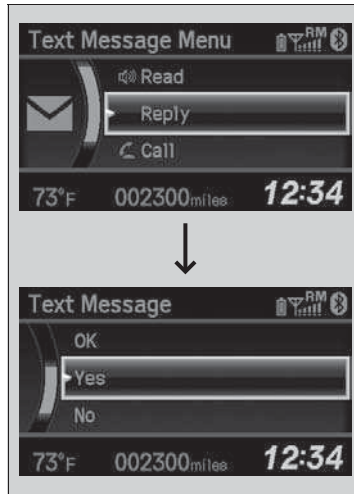 Text Message Menu RM
Read
Reply
Call
73°F 002300miles 12:34
Text Message RM
OK
Yes
No
73°F 002300miles 12:34